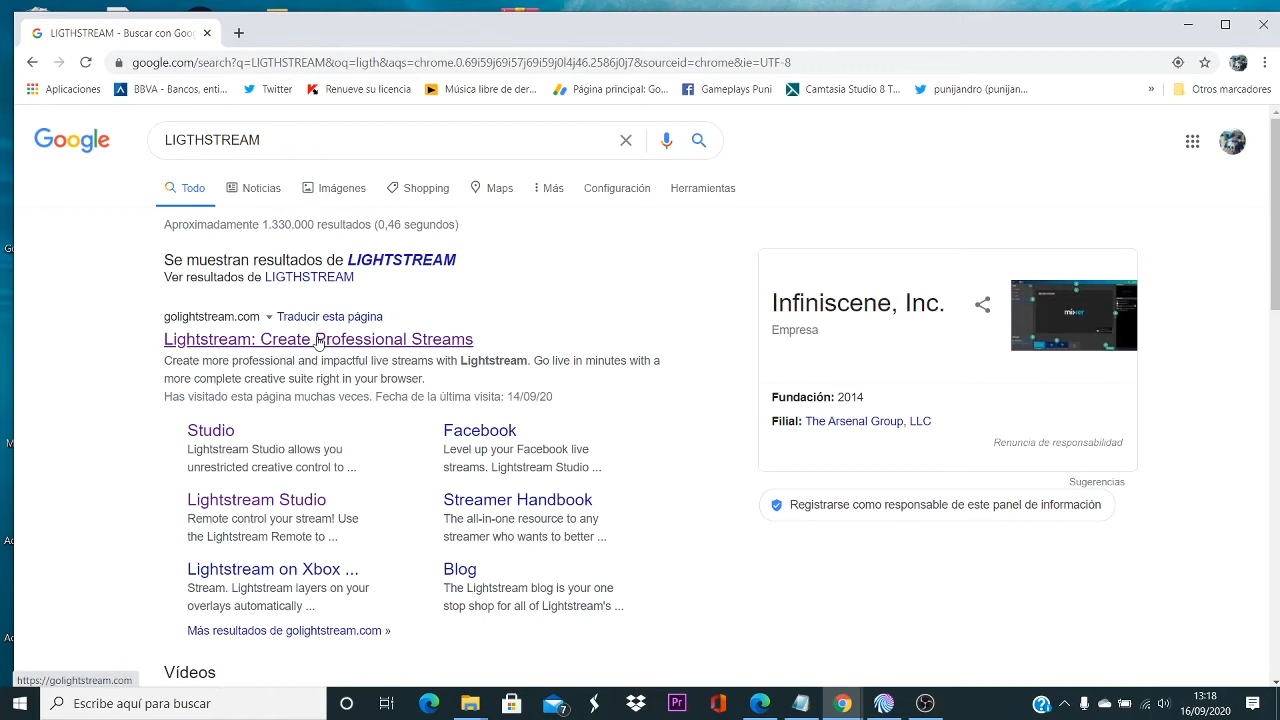 LIGTHSTREAM - Buscar con Goo
google.com/search?q=LIGTHSTREAM&oq=ligth&aqs=chrome.0.69i59j69i57j69i59j0l4j46.2586j0j7&sourceid=chrome&ie=UTF-8
Aplicaciones
BBVA - Bancos, enti...
Twitter
Renueve su licencia
Música libre de der...
Página principal: Go...
Gameplays Puni
Camtasia Studio 8 T...
punijandro (punijan...
»
Otros marcadores
Google
LIGTHSTREAM
Todo
Noticias
Imágenes
Shopping
Maps
Más
Configuración
Herramientas
Aproximadamente 1.330.000 resultados (0,46 segundos)
Se muestran resultados de LIGHTSTREAM
Ver resultados de LIGTHSTREAM
golightstream.com Traducir esta página
Lightstream: Create Professional Streams
Create more professional and impactful live streams with Lightstream. Go live in minutes with a
more complete creative suite right in your browser.
Has visitado esta página muchas veces. Fecha de la última visita: 14/09/20
Studio
Lightstream Studio allows you
unrestricted creative control to ...
Facebook
Level up your Facebook live
streams. Lightstream Studio ...
Lightstream Studio
Remote control your stream! Use
the Lightstream Remote to ...
Streamer Handbook
The all-in-one resource to any
streamer who wants to better ...
Lightstream on Xbox ...
Stream. Lightstream layers on your
overlays automatically ...
Blog
The Lightstream blog is your one
stop shop for all of Lightstream's ...
Más resultados de golightstream.com »
Vídeos
Infiniscene, Inc.
Empresa
mixer
Fundación: 2014
Filial: The Arsenal Group, LLC
Renuncia de responsabilidad
Sugerencias
Registrarse como responsable de este panel de información
https://golightstream.com
Escribe aquí para buscar
7
Pr
13:18
16/09/2020